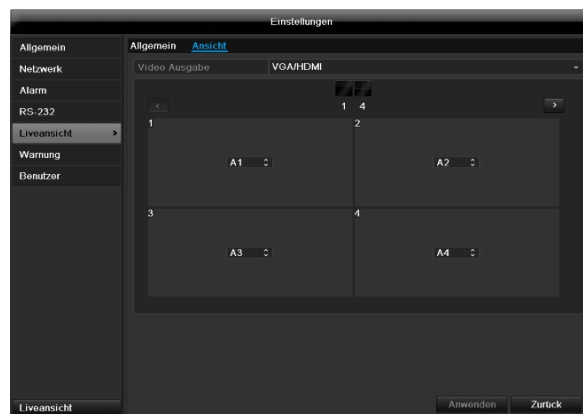 Einstellungen
Allgemein
Netzwerk
Alarm
RS-232
Liveansicht
Warnung
Benutzer
Liveansicht
Allgemein Ansicht
Video Ausgabe VGA/HDMI
< 1 4 >
1 2
A1 A2
3 4
A3 A4
Anwenden Zurück